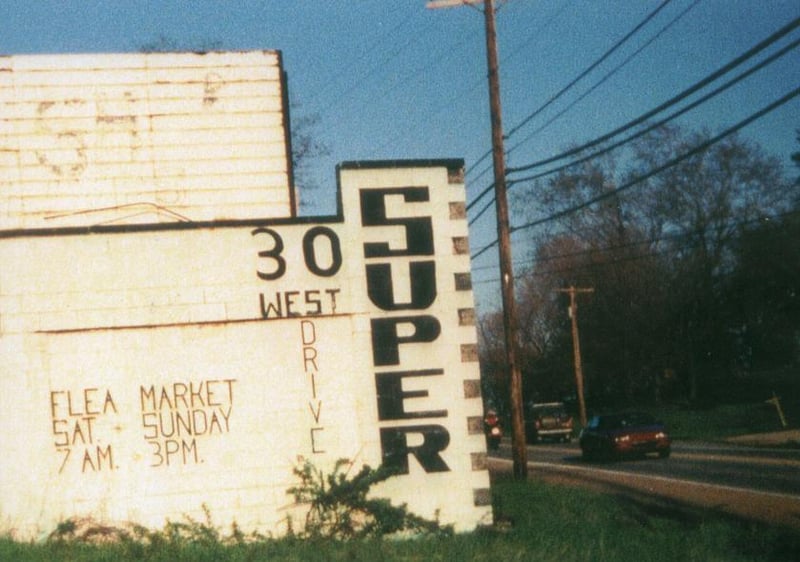 30
WEST
SUPER
DRIVE
FLEA MARKET
SAT. - SUNDAY
7 AM. 3PM.